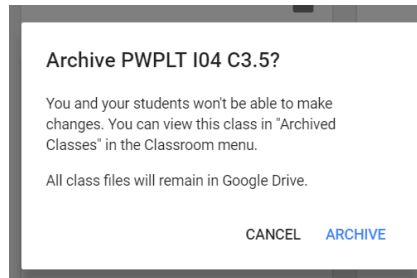 Archive PWPLT I04 C3.5?
You and your students won't be able to make
changes. You can view this class in "Archived
Classes" in the Classroom menu.
All class files will remain in Google Drive.
CANCEL ARCHIVE